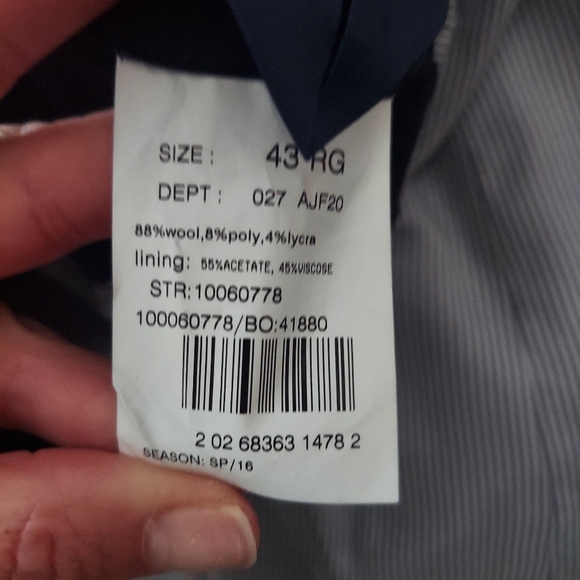 SIZE : 43 RG
DEPT : 027 AJF20
88%wool,8%poly,4%lycra
lining: 55%ACETATE, 45%VISCOSE
STR:10060778
100060778/BO:41880
2 02 68363 1478 2
SEASON: SP/16